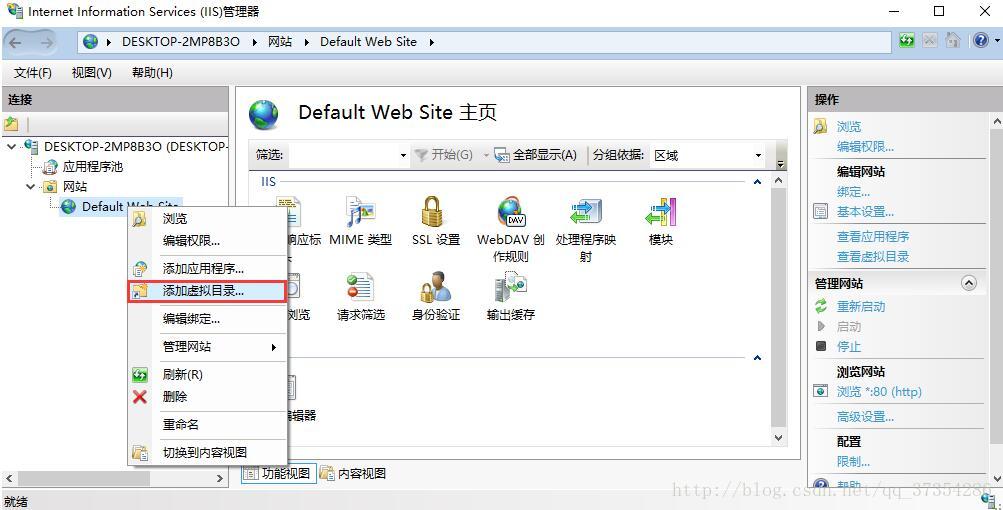 Internet Information Services (IIS)管理器
DESKTOP-2MP8B3O
网站
Default Web Site
文件(F)
视图(V)
帮助(H)
连接
DESKTOP-2MP8B3O (DESKTOP-
应用程序池
网站
Default Web Site
浏览
编辑权限...
添加应用程序...
添加虚拟目录...
编辑绑定...
管理网站
刷新(R)
删除
重命名
切换到内容视图
Default Web Site 主页
筛选:
开始(G)
全部显示(A)
分组依据:
区域
IIS
响应标
MIME 类型
SSL 设置
WebDAV 创
作规则
处理程序映
射
模块
浏览
请求筛选
身份验证
输出缓存
编辑器
功能视图
内容视图
操作
浏览
编辑权限...
编辑网站
绑定...
基本设置...
查看应用程序
查看虚拟目录
管理网站
重新启动
启动
停止
浏览网站
浏览 *:80 (http)
高级设置...
配置
限制...
帮助
就绪
http://blog.csdn.net/qq_37354286